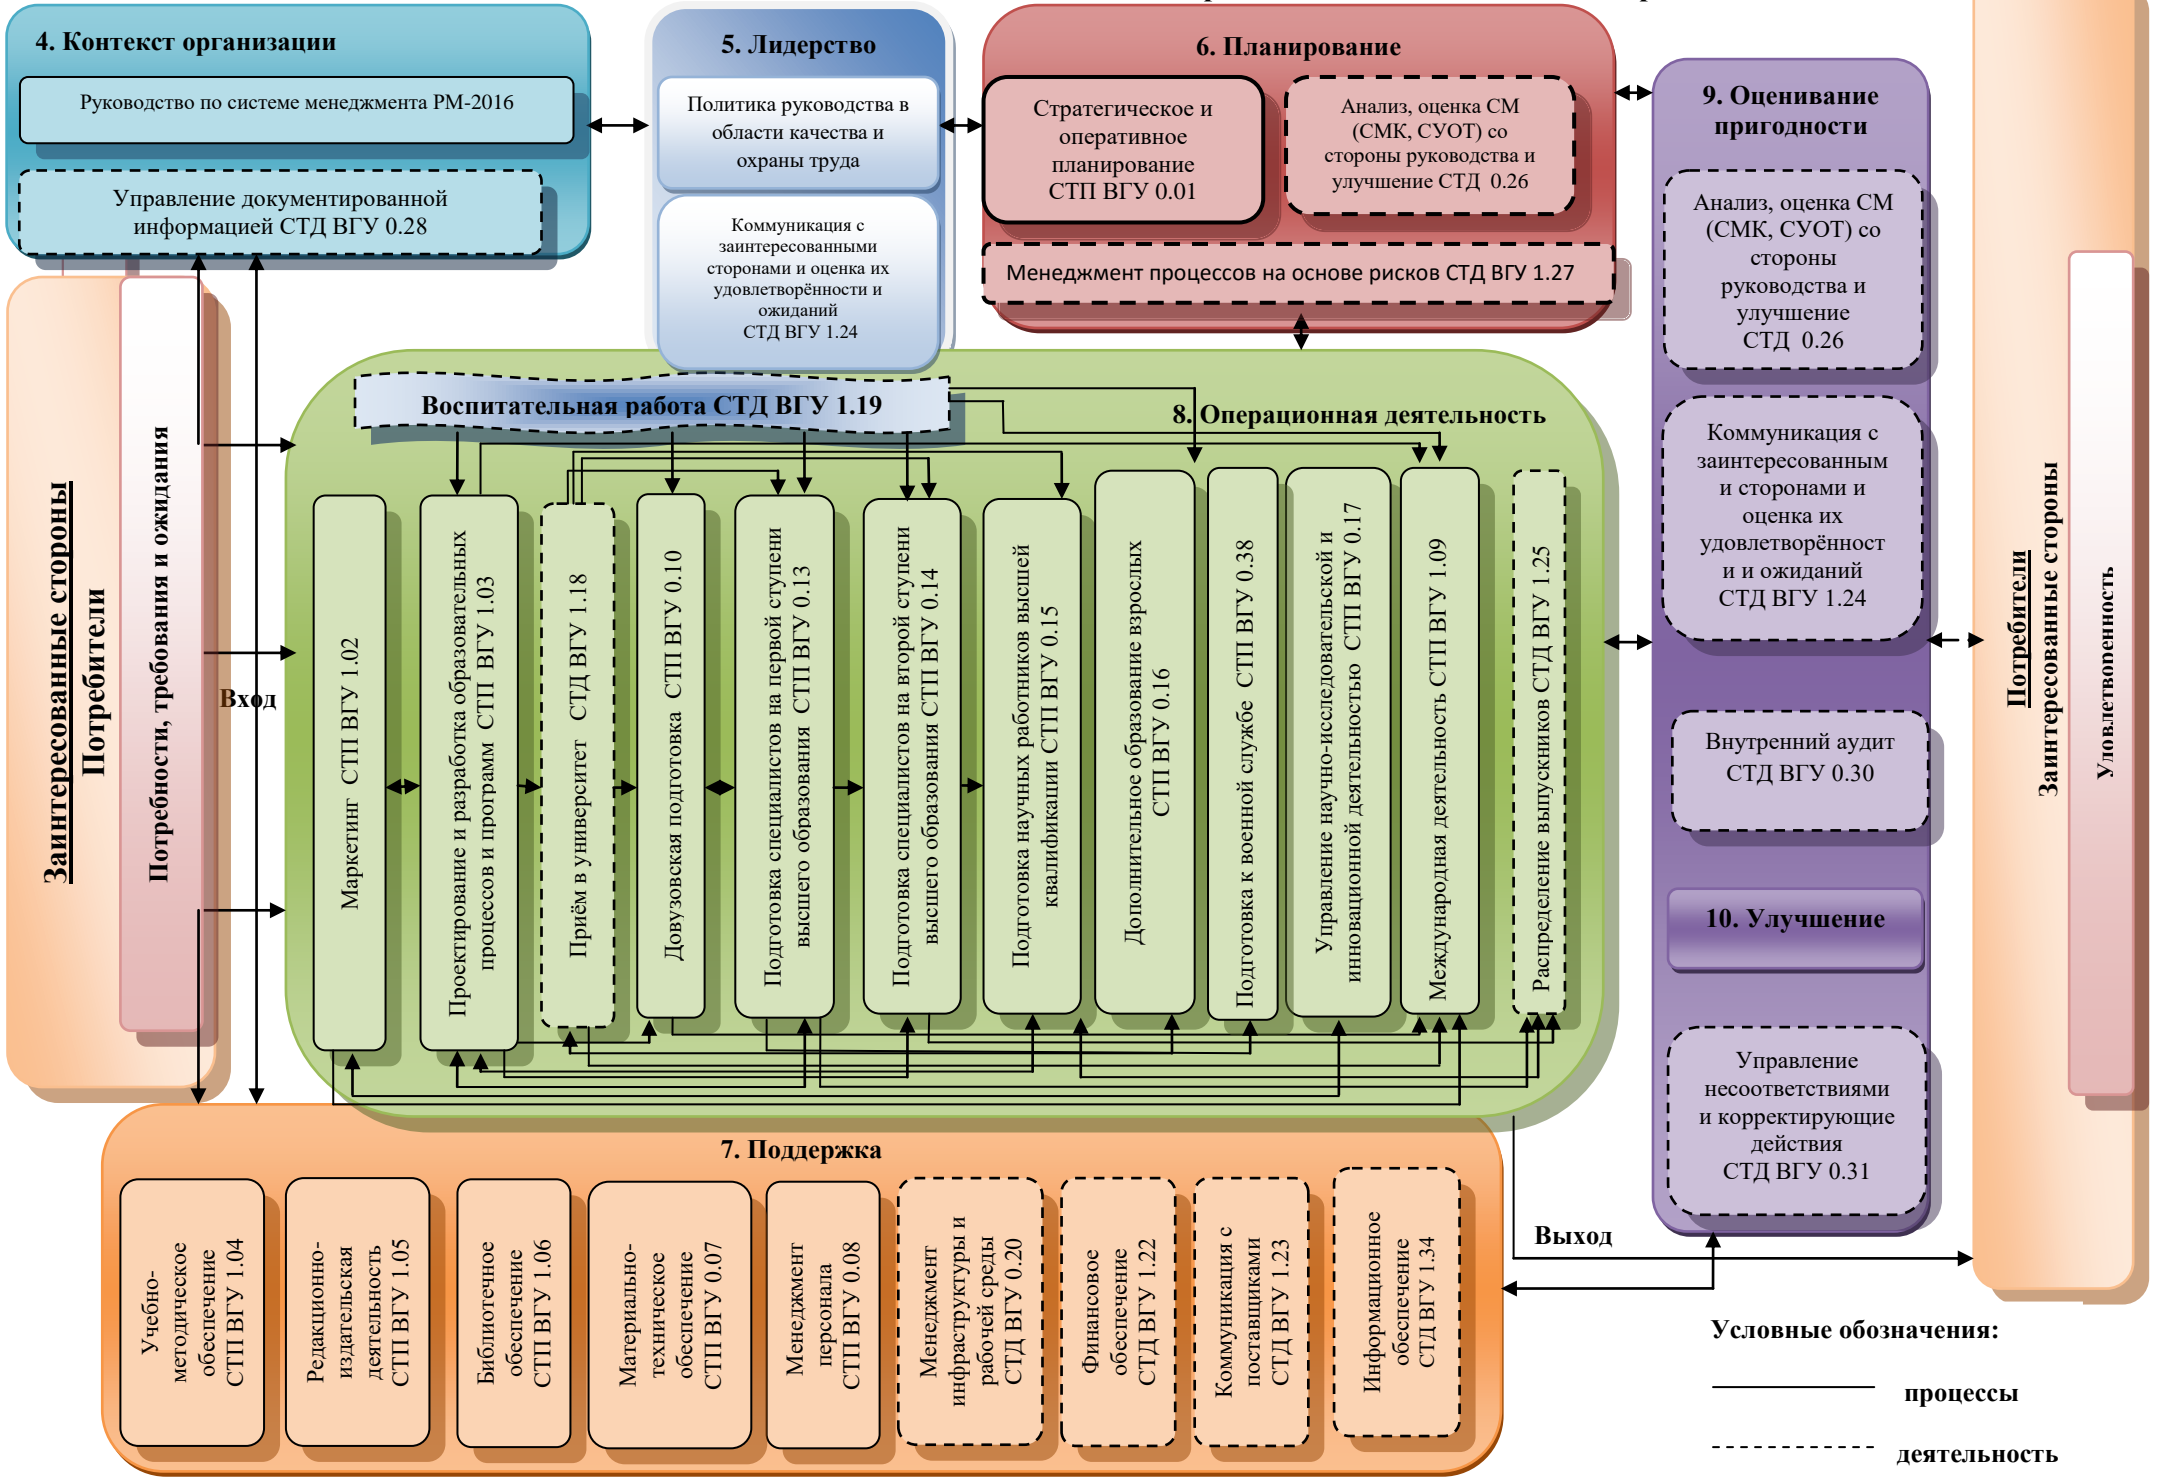 4. Контекст организации
Руководство по системе менеджмента РМ-2016
Управление документированной
информацией СТД ВГУ 0.28
5. Лидерство
Политика руководства в
области качества и
охраны труда
Коммуникация с
заинтересованными
сторонами и оценка их
удовлетворённости и
ожиданий
СТД ВГУ 1.24
6. Планирование
Стратегическое и
оперативное
планирование
СТП ВГУ 0.01
Анализ, оценка СМ
(СМК, СУОТ) со
стороны руководства и
улучшение СТД 0.26
Менеджмент процессов на основе рисков СТД ВГУ 1.27
9. Оценивание
пригодности
Анализ, оценка СМ
(СМК, СУОТ) со
стороны
руководства и
улучшение
СТД 0.26
Коммуникация с
заинтересованным
и сторонами и
оценка их
удовлетворённост
и и ожиданий
СТД ВГУ 1.24
Внутренний аудит
СТД ВГУ 0.30
10. Улучшение
Управление
несоответствиями
и корректирующие
действия
СТД ВГУ 0.31
Заинтересованные стороны
Потребители
Потребности, требования и ожидания
Вход
Воспитательная работа СТД ВГУ 1.19
8. Операционная деятельность
Маркетинг СТП ВГУ 1.02
Проектирование и разработка образовательных
процессов и программ СТП ВГУ 1.03
Приём в университет СТД ВГУ 1.18
Довузовская подготовка СТП ВГУ 0.10
Подготовка специалистов на первой ступени
высшего образования СТП ВГУ 0.13
Подготовка специалистов на второй ступени
высшего образования СТП ВГУ 0.14
Подготовка научных работников высшей
квалификации СТП ВГУ 0.15
Дополнительное образование взрослых
СТП ВГУ 0.16
Подготовка к военной службе СТП ВГУ 0.38
Управление научно-исследовательской и
инновационной деятельностью СТП ВГУ 0.17
Международная деятельность СТП ВГУ 1.09
Распределение выпускников СТД ВГУ 1.25
Потребители
Заинтересованные стороны
Удовлетворенность
7. Поддержка
Учебно-
методическое
обеспечение
СТП ВГУ 1.04
Редакционно-
издательская
деятельность
СТП ВГУ 1.05
Библиотечное
обеспечение
СТП ВГУ 1.06
Материально-
техническое
обеспечение
СТП ВГУ 0.07
Менеджмент
персонала
СТП ВГУ 0.08
Менеджмент
инфраструктуры и
рабочей среды
СТД ВГУ 0.20
Финансовое
обеспечение
СТД ВГУ 1.22
Коммуникация с
поставщиками
СТД ВГУ 1.23
Информационное
обеспечение
СТД ВГУ 1.34
Выход
Условные обозначения:
процессы
деятельность